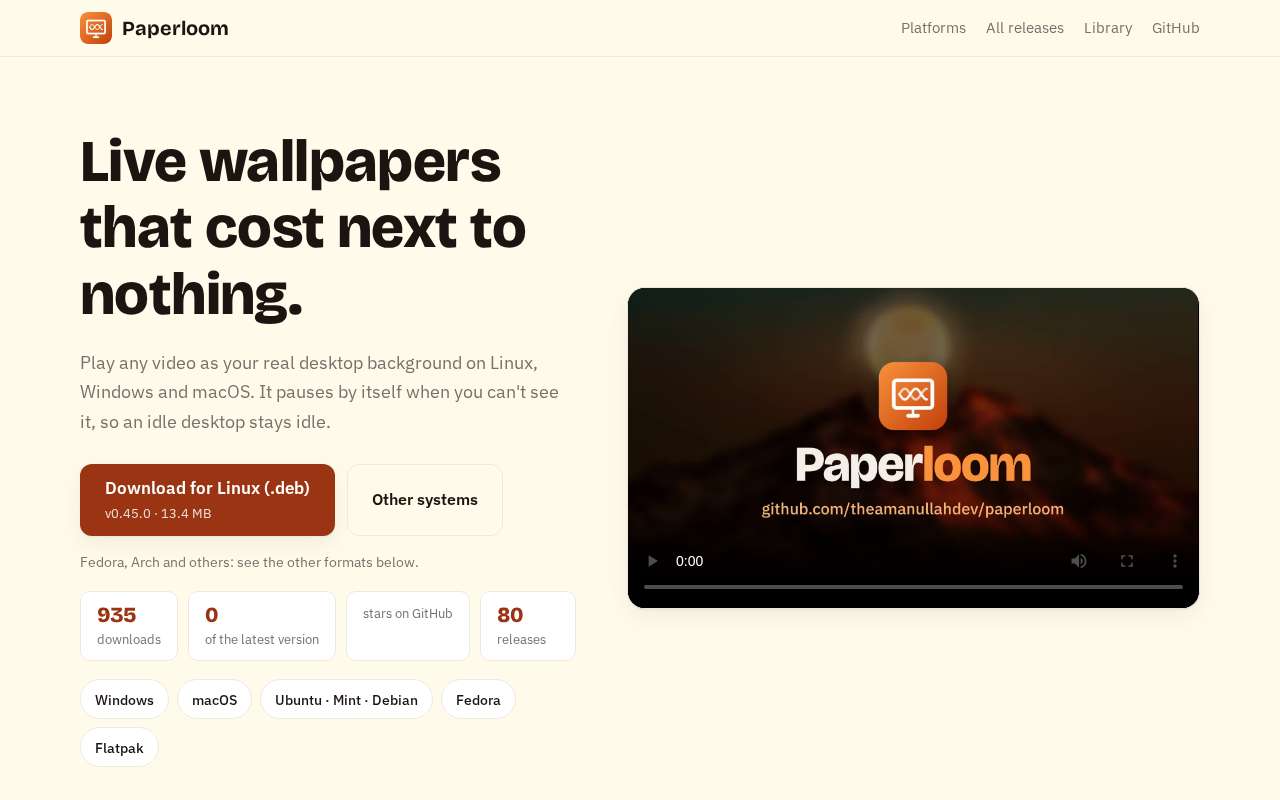 Paperloom
Platforms
All releases
Library
GitHub
Live wallpapers
that cost next to
nothing.
Play any video as your real desktop background on Linux,
Windows and macOS. It pauses by itself when you can't see
it, so an idle desktop stays idle.
Download for Linux (.deb)
v0.45.0 · 13.4 MB
Other systems
Fedora, Arch and others: see the other formats below.
935
downloads
0
of the latest version
stars on GitHub
80
releases
Windows
macOS
Ubuntu · Mint · Debian
Fedora
Flatpak
Paperloom
github.com/theamanullahdev/paperloom
0:00